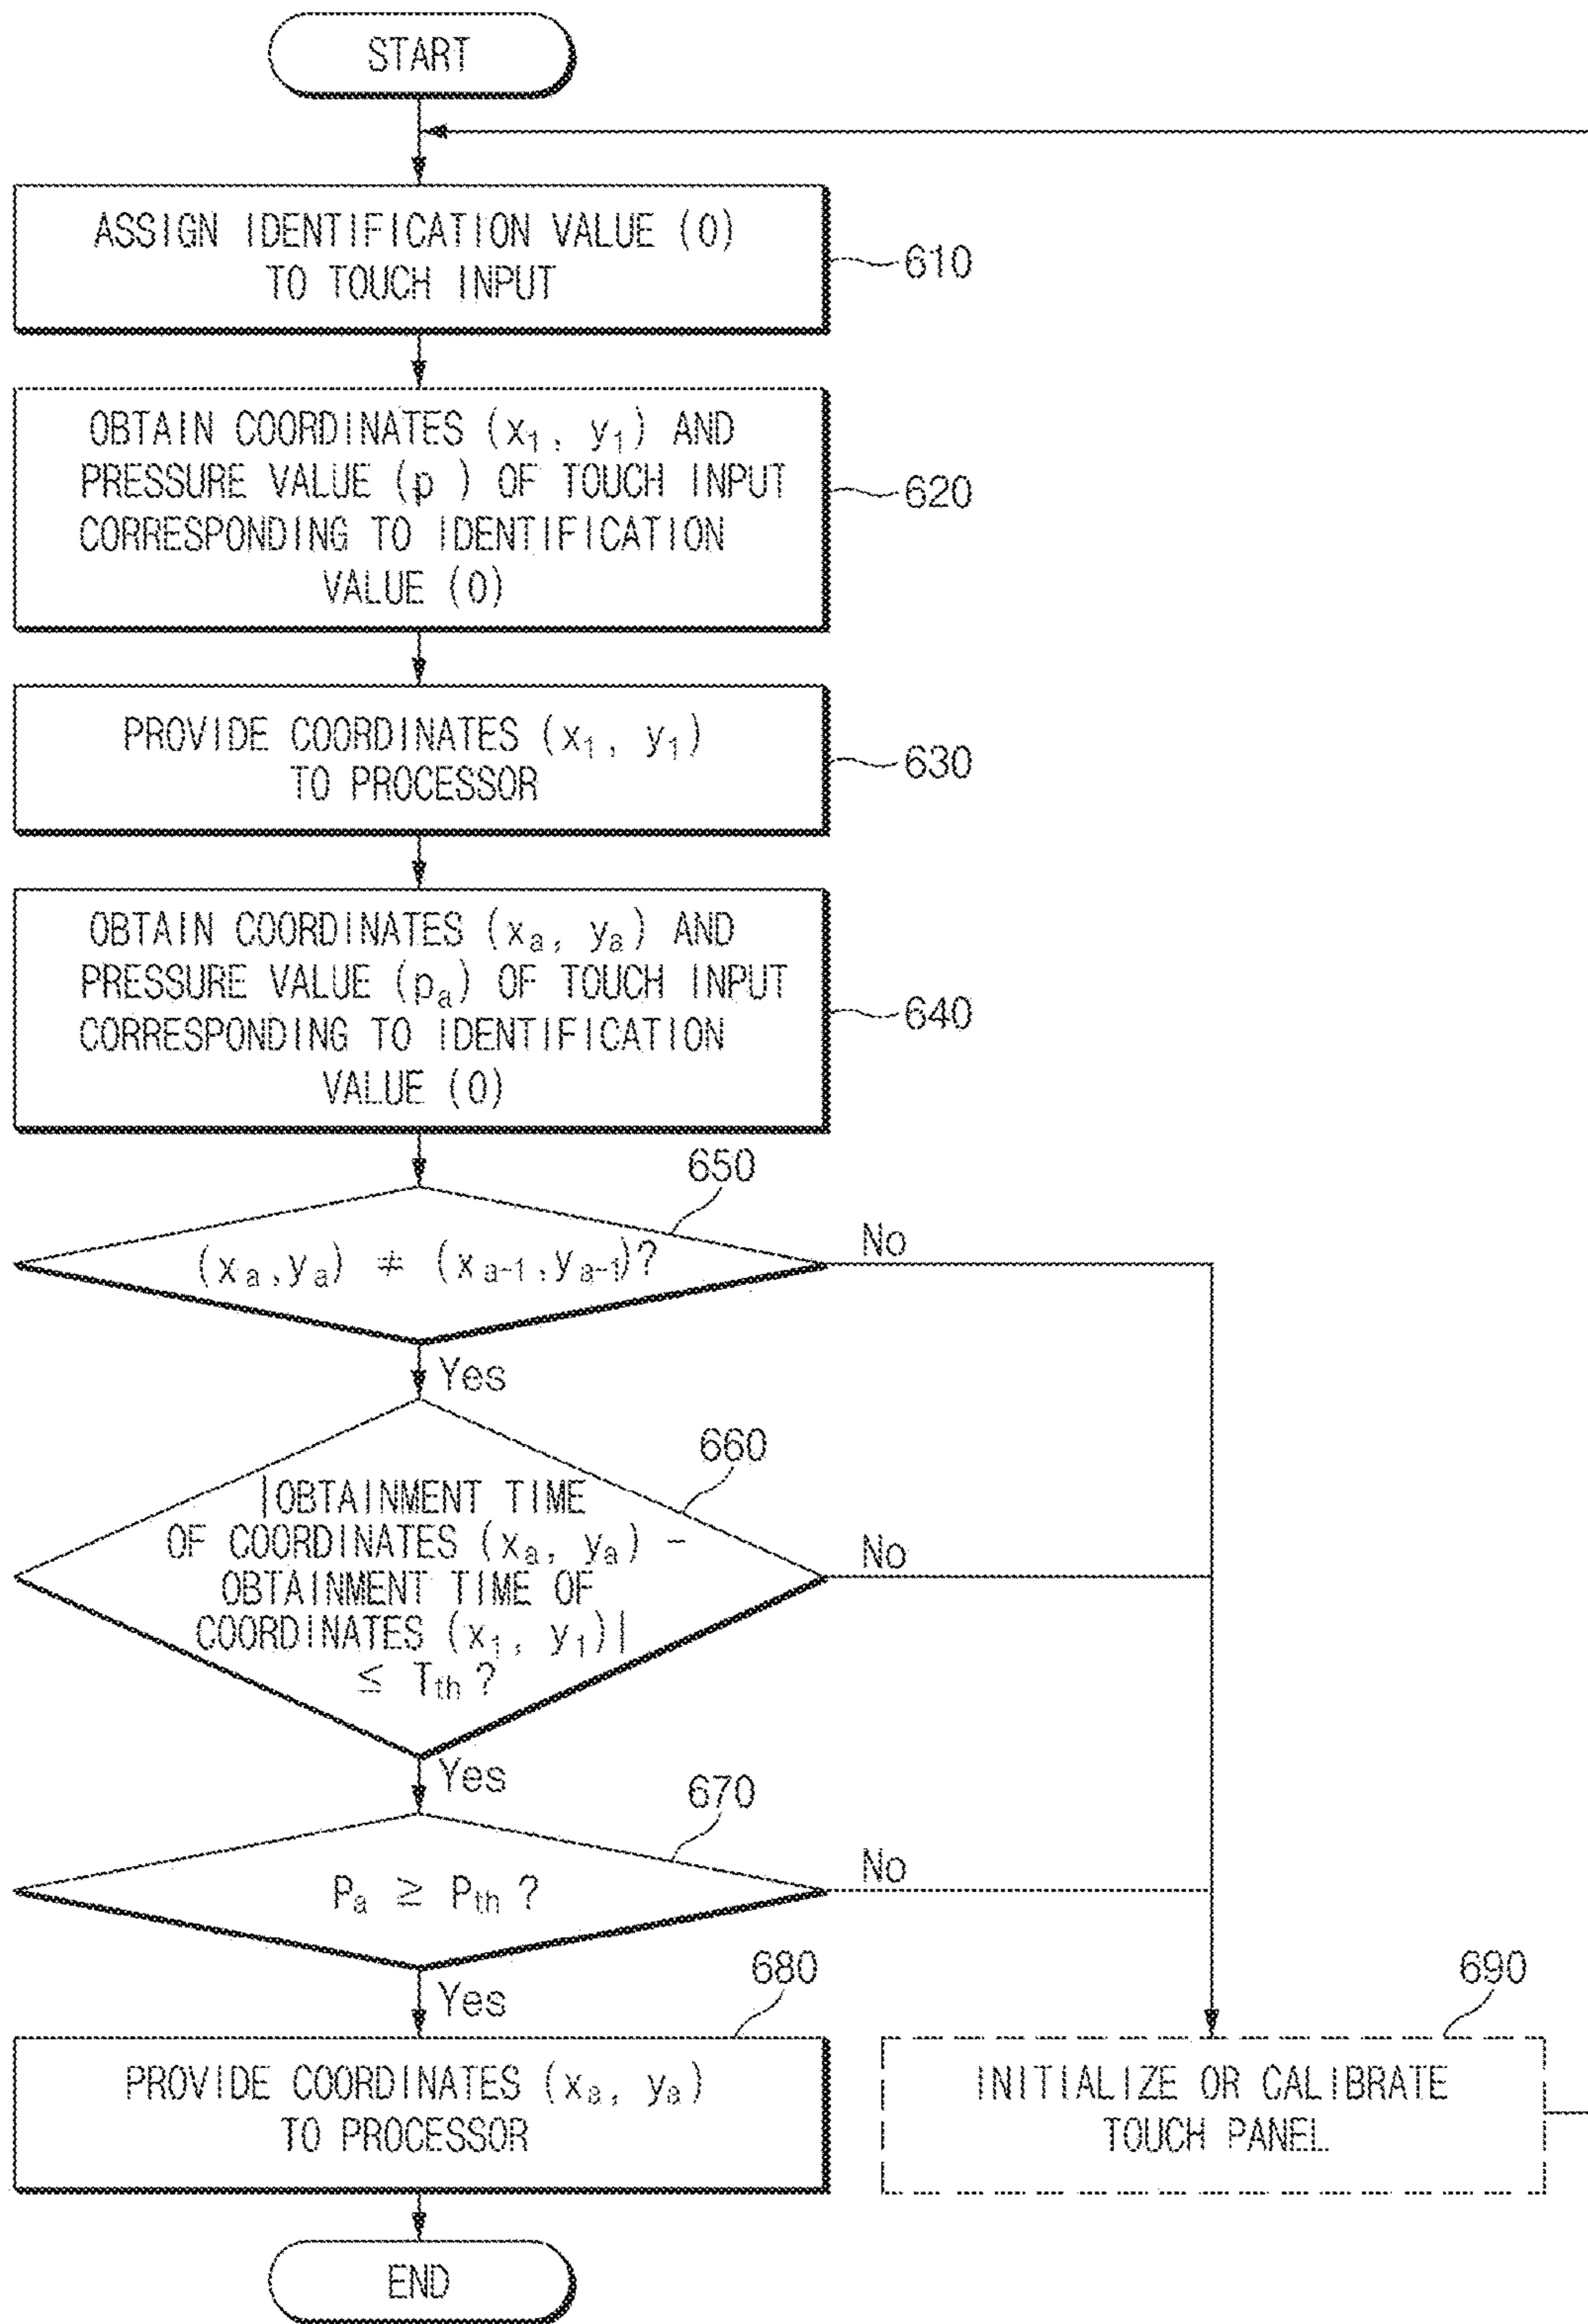 START
ASSIGN IDENTIFICATION VALUE (0)
TO TOUCH INPUT
610
OBTAIN COORDINATES (x₁, y₁) AND
PRESSURE VALUE (p ) OF TOUCH INPUT
CORRESPONDING TO IDENTIFICATION
VALUE (0)
620
PROVIDE COORDINATES (x₁, y₁)
TO PROCESSOR
630
OBTAIN COORDINATES (xₐ, yₐ) AND
PRESSURE VALUE (pₐ) OF TOUCH INPUT
CORRESPONDING TO IDENTIFICATION
VALUE (0)
640
650
(xₐ,yₐ) ≠ (xₐ₋₁,yₐ₋₁)?
No
Yes
660
|OBTAINMENT TIME
OF COORDINATES (xₐ, yₐ) -
OBTAINMENT TIME OF
COORDINATES (x₁, y₁)|
≤ Tth ?
No
Yes
670
Pₐ ≥ Pth ?
No
Yes
680
PROVIDE COORDINATES (xₐ, yₐ)
TO PROCESSOR
690
INITIALIZE OR CALIBRATE
TOUCH PANEL
END